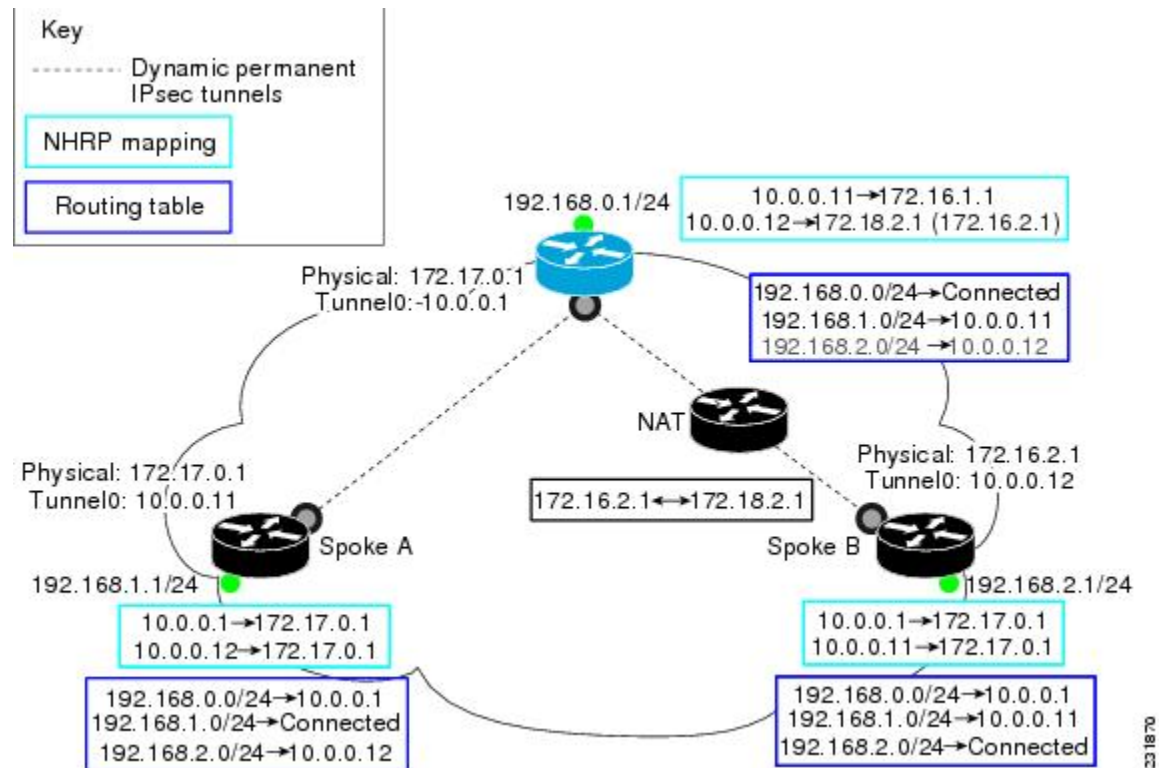 Key
Dynamic permanent
IPsec tunnels
NHRP mapping
Routing table
192.168.0.1/24
10.0.0.11→172.16.1.1
10.0.0.12→172.18.2.1 (172.16.2.1)
Physical: 172.17.0.1
Tunnel0:-10.0.0.1
192.168.0.0/24→Connected
192.168.1.0/24→10.0.0.11
192.168.2.0/24→10.0.0.12
NAT
Physical: 172.17.0.1
Tunnel0: 10.0.0.11
Physical: 172.16.2.1
Tunnel0: 10.0.0.12
172.16.2.1↔172.18.2.1
Spoke A
Spoke B
192.168.1.1/24
192.168.2.1/24
10.0.0.1→172.17.0.1
10.0.0.12→172.17.0.1
10.0.0.1→172.17.0.1
10.0.0.11→172.17.0.1
192.168.0.0/24→10.0.0.1
192.168.1.0/24→Connected
192.168.2.0/24→10.0.0.12
192.168.0.0/24→10.0.0.1
192.168.1.0/24→10.0.0.11
192.168.2.0/24→Connected
231870